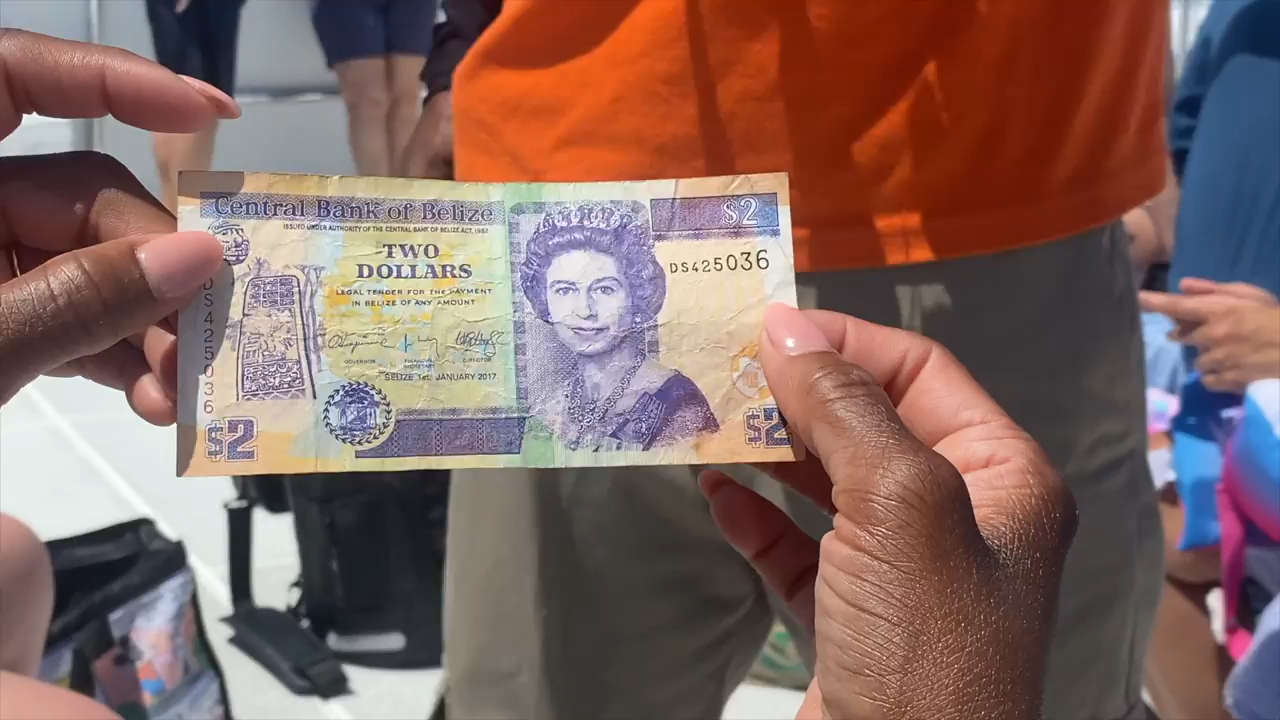 Central Bank of Belize
ISSUED UNDER AUTHORITY OF THE CENTRAL BANK OF BELIZE ACT, 1982
$2
TWO
DOLLARS
DS425036
LEGAL TENDER FOR THE PAYMENT
IN BELIZE OF ANY AMOUNT
DS425036
GOVERNOR
FINANCIAL
SECRETARY
DIRECTOR
BELIZE 1st. JANUARY 2017
$2
$2